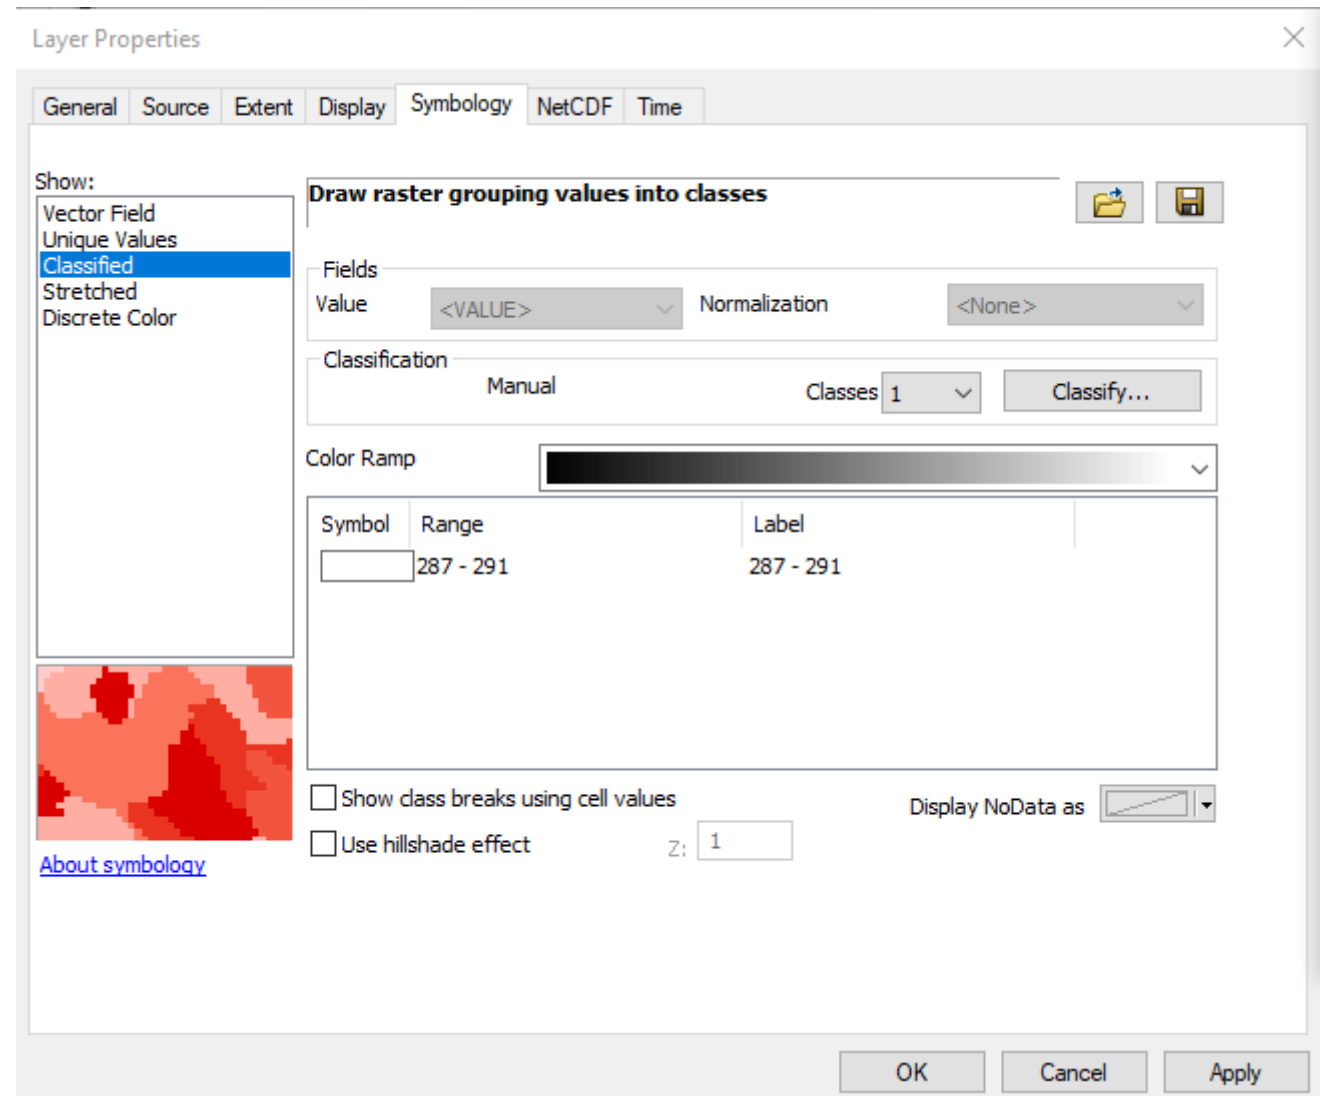 Layer Properties
General Source Extent Display Symbology NetCDF Time
Show:
Vector Field
Unique Values
Classified
Stretched
Discrete Color
About symbology
Draw raster grouping values into classes
Fields
Value <VALUE> Normalization <None>
Classification
Manual Classes 1 Classify...
Color Ramp
Symbol Range Label
287 - 291 287 - 291
Show class breaks using cell values Display NoData as
Use hillshade effect Z: 1
OK Cancel Apply